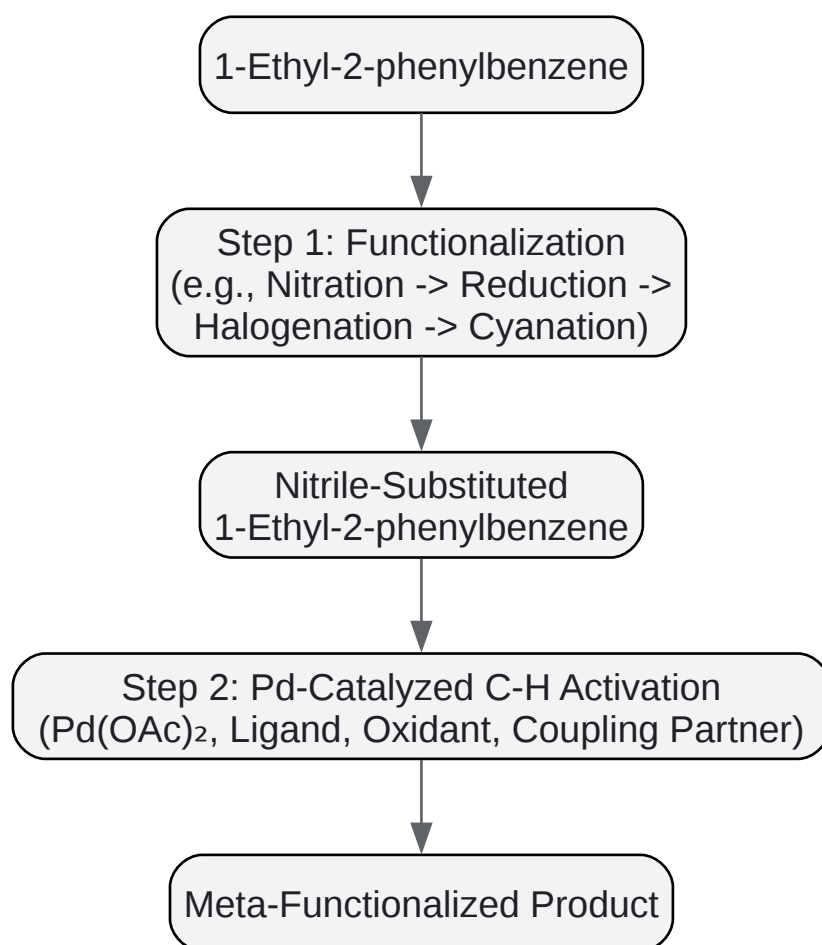 1-Ethyl-2-phenylbenzene
Step 1: Functionalization
(e.g., Nitration -> Reduction ->
Halogenation -> Cyanation)
Nitrile-Substituted
1-Ethyl-2-phenylbenzene
Step 2: Pd-Catalyzed C-H Activation
(Pd(OAc)₂, Ligand, Oxidant, Coupling Partner)
Meta-Functionalized Product